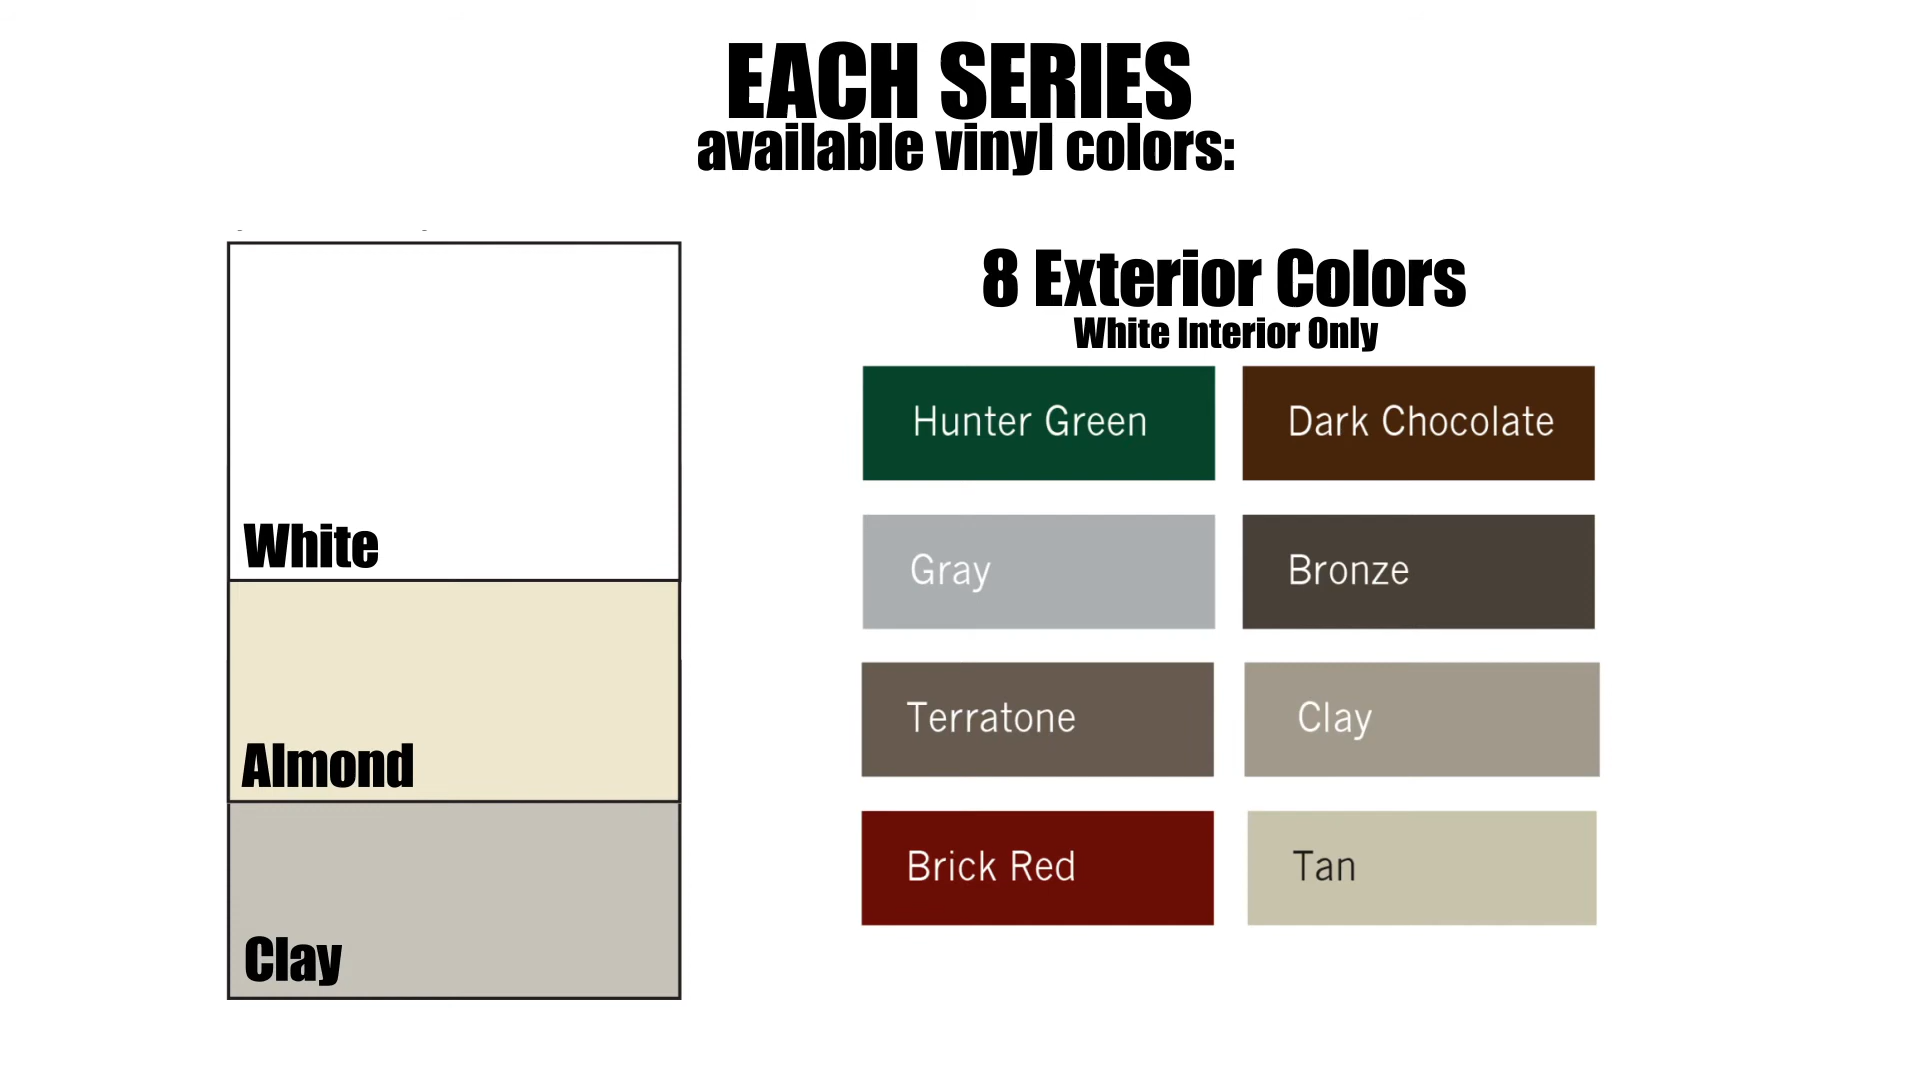 EACH SERIES
available vinyl colors:
White
Almond
Clay
8 Exterior Colors
White Interior Only
Hunter Green
Dark Chocolate
Gray
Bronze
Terratone
Clay
Brick Red
Tan